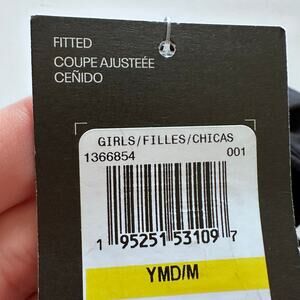 FITTED
COUPE AJUSTEÉE
CEÑIDO
GIRLS/FILLES/CHICAS
1366854 001
1 95251 53109 7
YMD/M